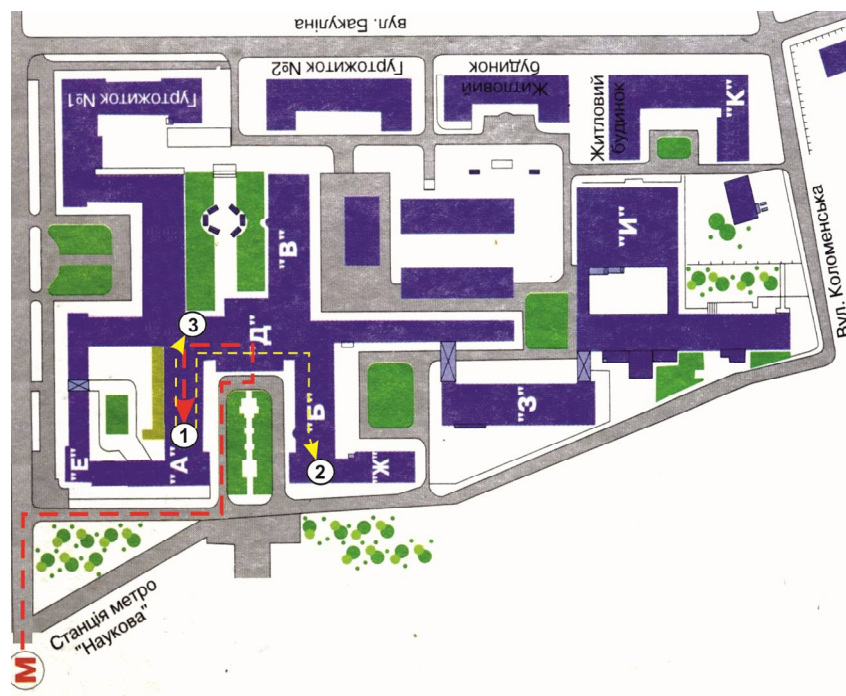 вул. Бакуліна
Гуртожиток №1
Гуртожиток №2
Житловий
будинок
Житловий
будинок
"К"
"В"
"И"
Вул. Коломенська
3
"Д"
"Б"
"З"
1
"А"
"Е"
2
"Ж"
Станція метро
"Наукова"
М